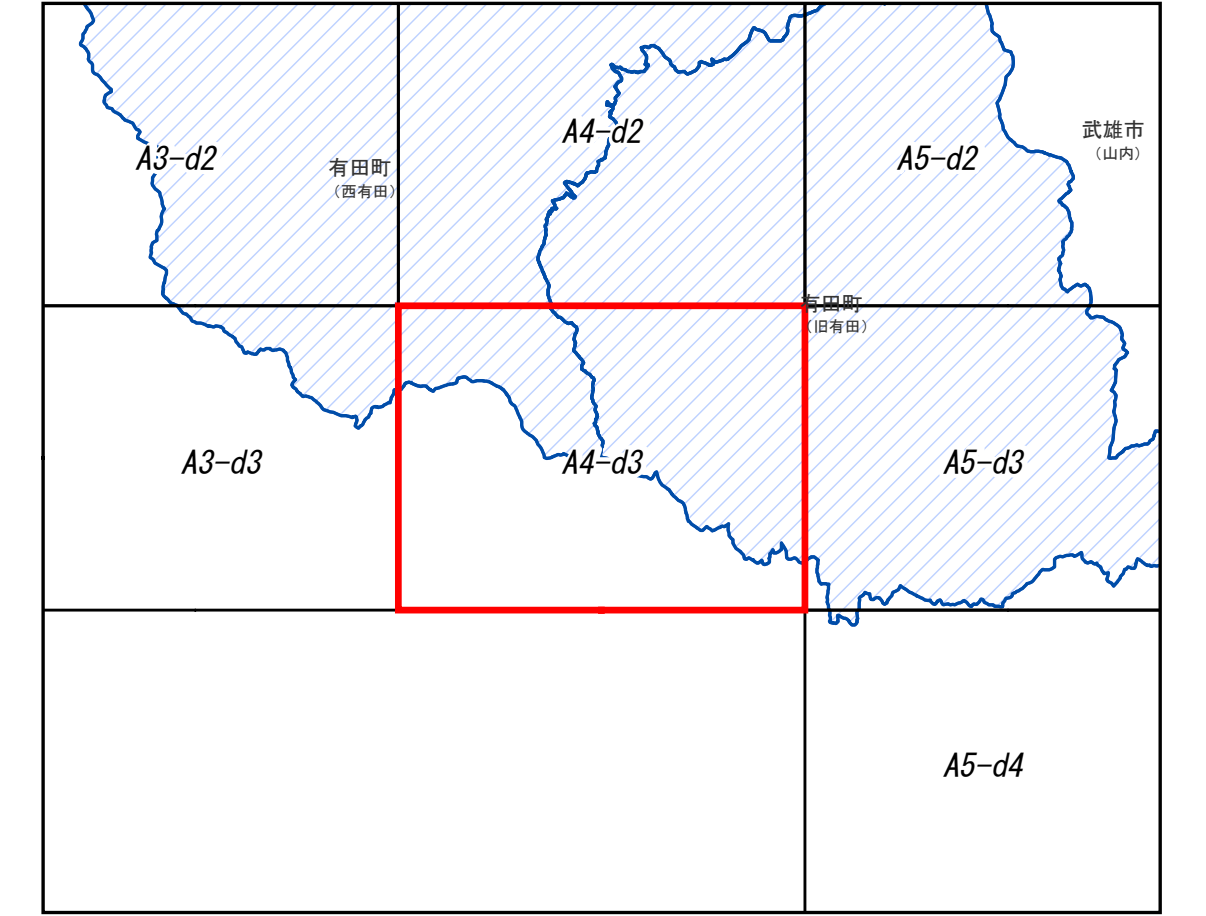 A4-d2
武雄市
（山内）
A3-d2
有田町
（西有田）
A5-d2
有田町
（旧有田）
A3-d3
A4-d3
A5-d3
A5-d4